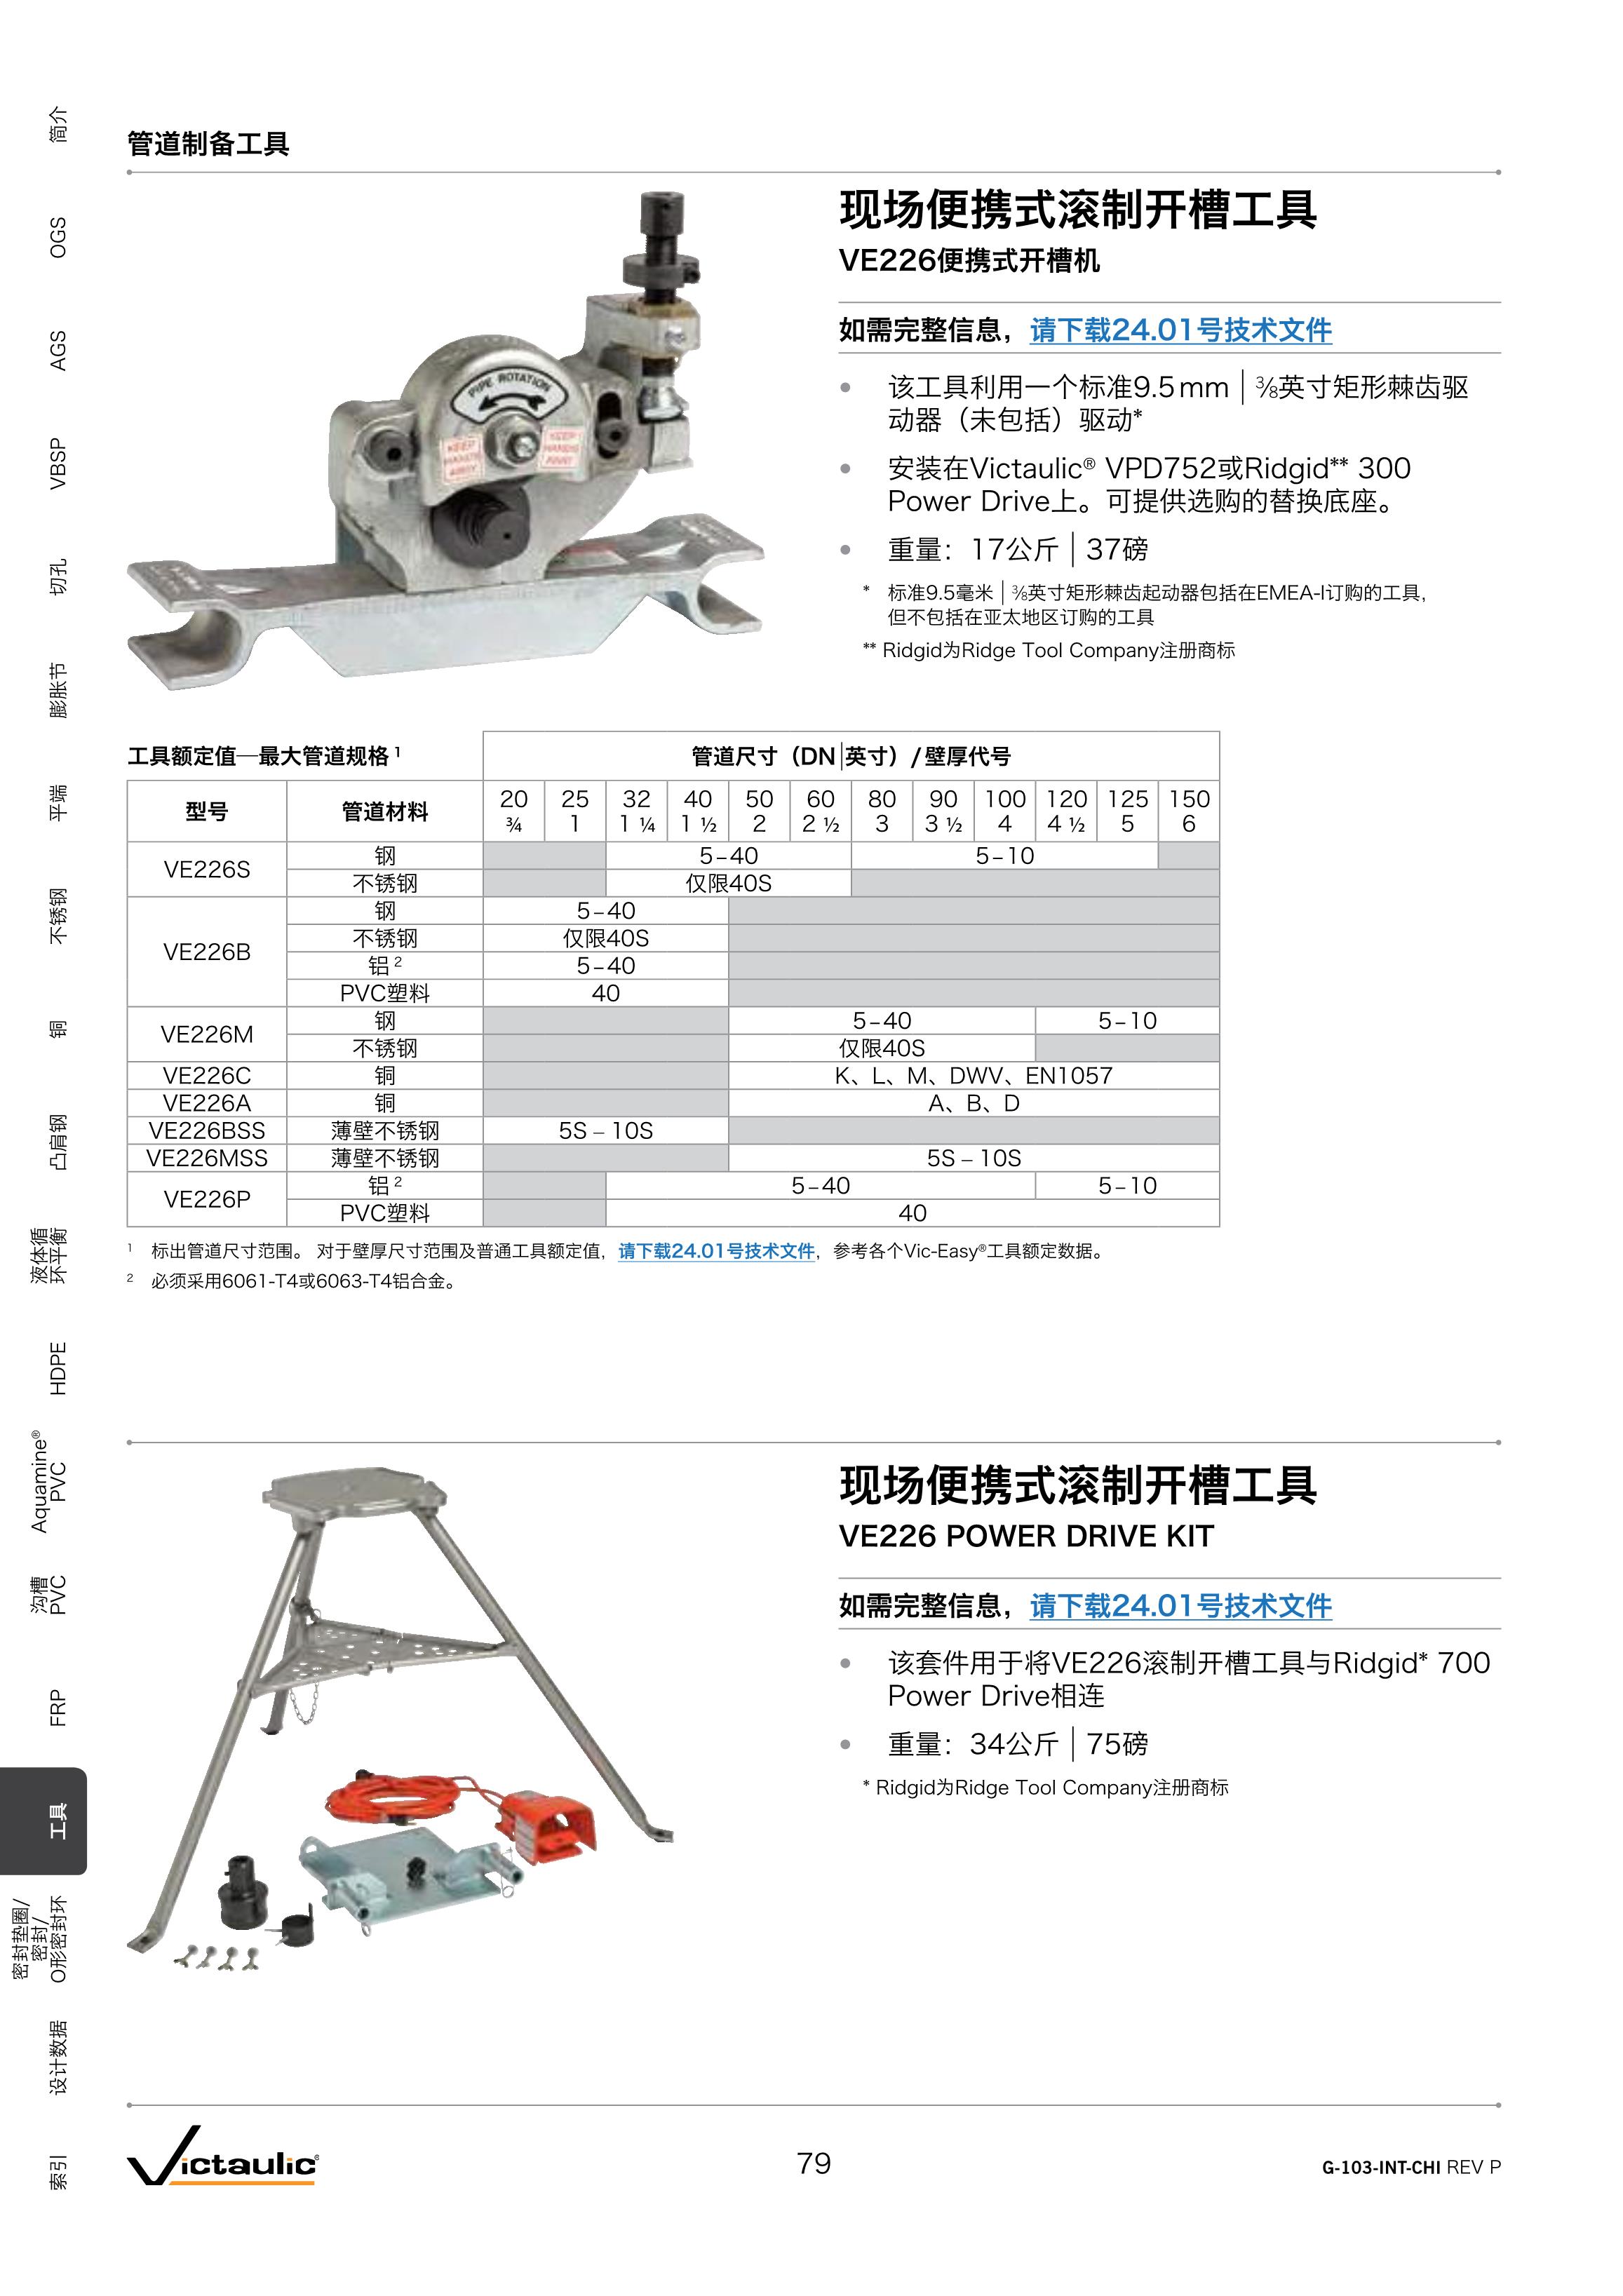 管道制备工具
PIPE ROTATION
KEEP HANDS AWAY
KEEP HANDS AWAY
现场便携式滚制开槽工具
VE226便携式开槽机
如需完整信息，请下载24.01号技术文件
• 该工具利用一个标准9.5 mm | ⅜英寸矩形棘齿驱
动器（未包括）驱动*
• 安装在Victaulic® VPD752或Ridgid** 300
Power Drive上。可提供选购的替换底座。
• 重量：17公斤 | 37磅
* 标准9.5毫米 | ⅜英寸矩形棘齿起动器包括在EMEA-I订购的工具，
但不包括在亚太地区订购的工具
** Ridgid为Ridge Tool Company注册商标
工具额定值—最大管道规格 1 管道尺寸（DN|英寸）/ 壁厚代号
型号 管道材料 20 25 32 40 50 60 80 90 100 120 125 150
¾ 1 1 ¼ 1 ½ 2 2 ½ 3 3 ½ 4 4 ½ 5 6
VE226S 钢 5–40 5–10
不锈钢 仅限40S
VE226B 钢 5–40
不锈钢 仅限40S
铝 2 5–40
PVC塑料 40
VE226M 钢 5–40 5–10
不锈钢 仅限40S
VE226C 铜 K、L、M、DWV、EN1057
VE226A 铜 A、B、D
VE226BSS 薄壁不锈钢 5S – 10S
VE226MSS 薄壁不锈钢 5S – 10S
VE226P 铝 2 5–40 5–10
PVC塑料 40
1 标出管道尺寸范围。 对于壁厚尺寸范围及普通工具额定值，请下载24.01号技术文件，参考各个Vic-Easy®工具额定数据。
2 必须采用6061-T4或6063-T4铝合金。
现场便携式滚制开槽工具
VE226 POWER DRIVE KIT
如需完整信息，请下载24.01号技术文件
• 该套件用于将VE226滚制开槽工具与Ridgid* 700
Power Drive相连
• 重量：34公斤 | 75磅
* Ridgid为Ridge Tool Company注册商标
简介
OGS
AGS
VBSP
切孔
膨胀节
平端
不锈钢
铜
凸肩钢
液体循
环平衡
HDPE
Aquamine®
PVC
沟槽
PVC
FRP
工具
密封垫圈/
密封/
O形密封环
设计数据
索引
Victaulic®
79
G-103-INT-CHI REV P